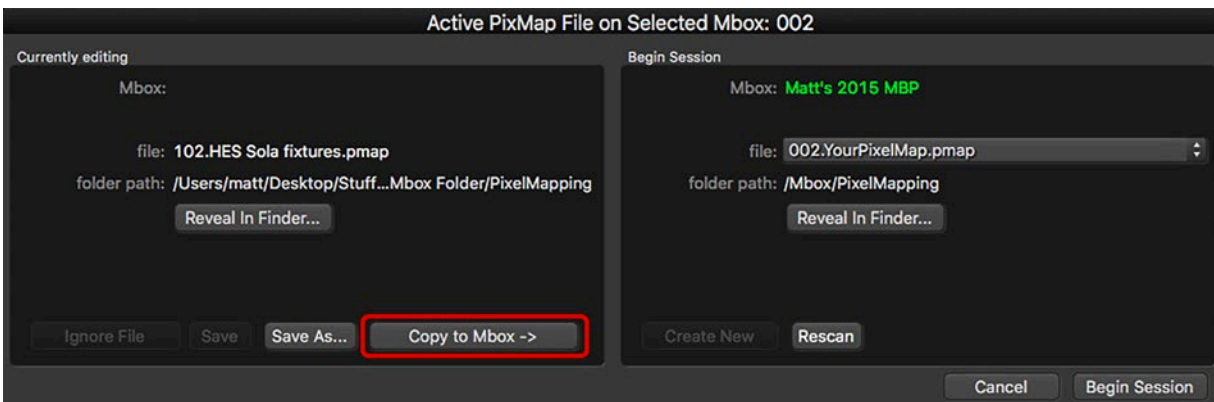 Active PixMap File on Selected Mbox: 002
Currently editing
Mbox:
file: 102.HES Sola fixtures.pmap
folder path: /Users/matt/Desktop/Stuff...Mbox Folder/PixelMapping
Reveal In Finder...
Ignore File
Save
Save As...
Copy to Mbox ->
Begin Session
Mbox: Matt's 2015 MBP
file: 002.YourPixelMap.pmap
folder path: /Mbox/PixelMapping
Reveal In Finder...
Create New
Rescan
Cancel
Begin Session